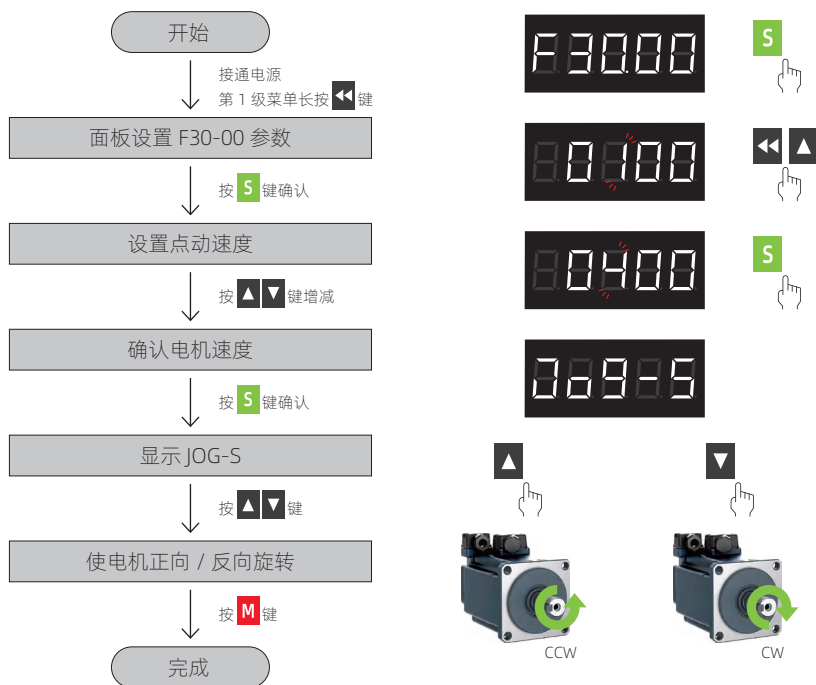 开始
接通电源
第 1 级菜单长按 键
面板设置 F30-00 参数
按 S 键确认
设置点动速度
按 键增减
确认电机速度
按 S 键确认
显示 JOG-S
按 键
使电机正向 / 反向旋转
按 M 键
完成
F30.00
S
0100
0400
S
Jog-S
CCW
CW